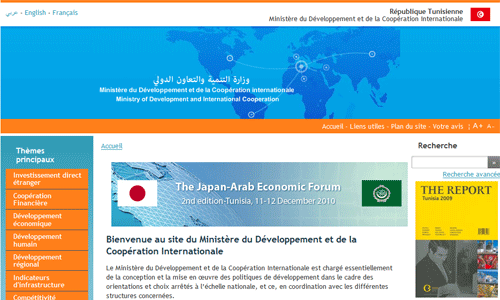 عربي - English - Français
République Tunisienne
Ministère du Développement et de la Coopération Internationale
وزارة التنمية والتعاون الدولي
Ministère du Développement et de la Coopération internationale
Ministry of Development and International Cooperation
Accueil - Liens utiles - Plan du site - Votre avis | A+ A-
Thèmes
principaux
Investissement direct
étranger
Coopération
Financière
Développement
économique
Développement
humain
Développement
régional
Indicateurs
d'infrastructure
Compétitivité
Accueil
The Japan-Arab Economic Forum
2nd edition-Tunisia, 11-12 December 2010
Bienvenue au site du Ministère du Développement et de la
Coopération Internationale
Le Ministère du Développement et de la Coopération Internationale est chargé essentiellement
de la conception et la mise en œuvre des politiques de développement dans le cadre des
orientations et choix arrêtés à l'échelle nationale, et ce, en coordination avec les différentes
structures concernées.
Recherche
»
Recherche avancée
THE REPORT
Tunisia 2009